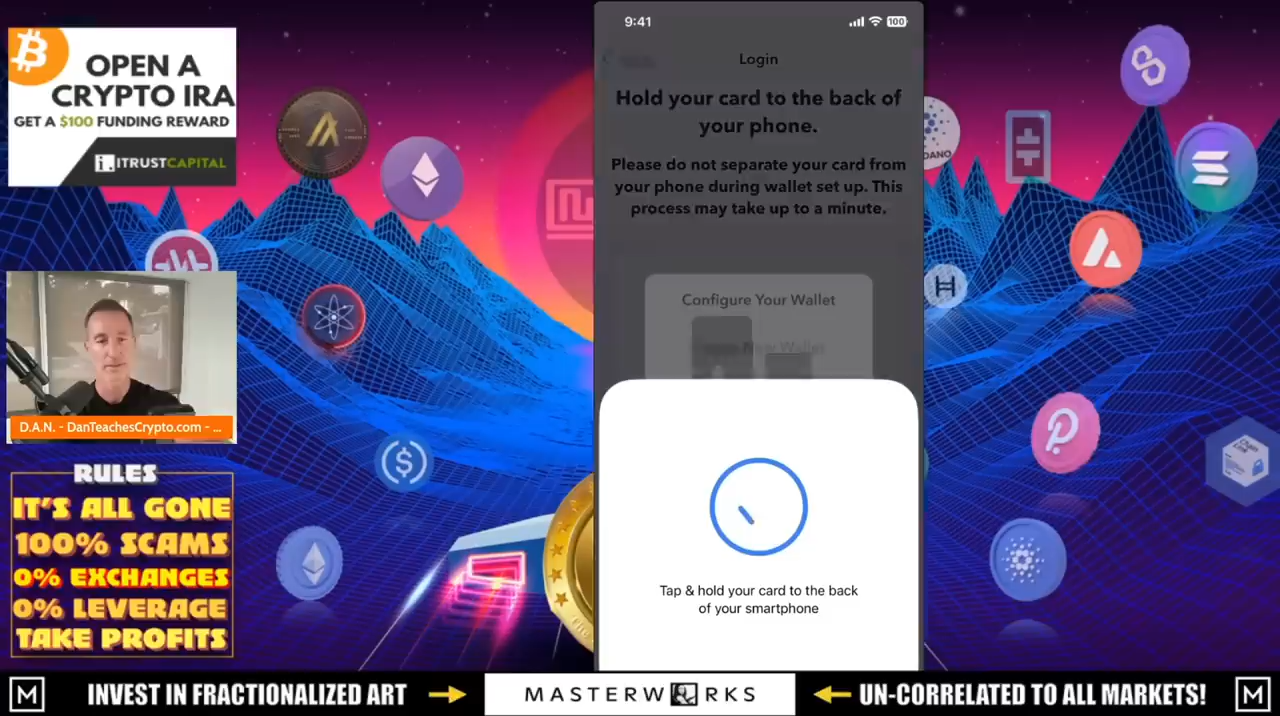 OPEN A
CRYPTO IRA
GET A $100 FUNDING REWARD
ITRUSTCAPITAL
D.A.N. - DanTeachesCrypto.com - ...
RULES
IT'S ALL GONE
100% SCAMS
0% EXCHANGES
0% LEVERAGE
TAKE PROFITS
9:41
100
Login
Hold your card to the back of
your phone.
Please do not separate your card from
your phone during wallet set up. This
process may take up to a minute.
Configure Your Wallet
Tap & hold your card to the back
of your smartphone
DANO
INVEST IN FRACTIONALIZED ART
MASTERWORKS
UN-CORRELATED TO ALL MARKETS!